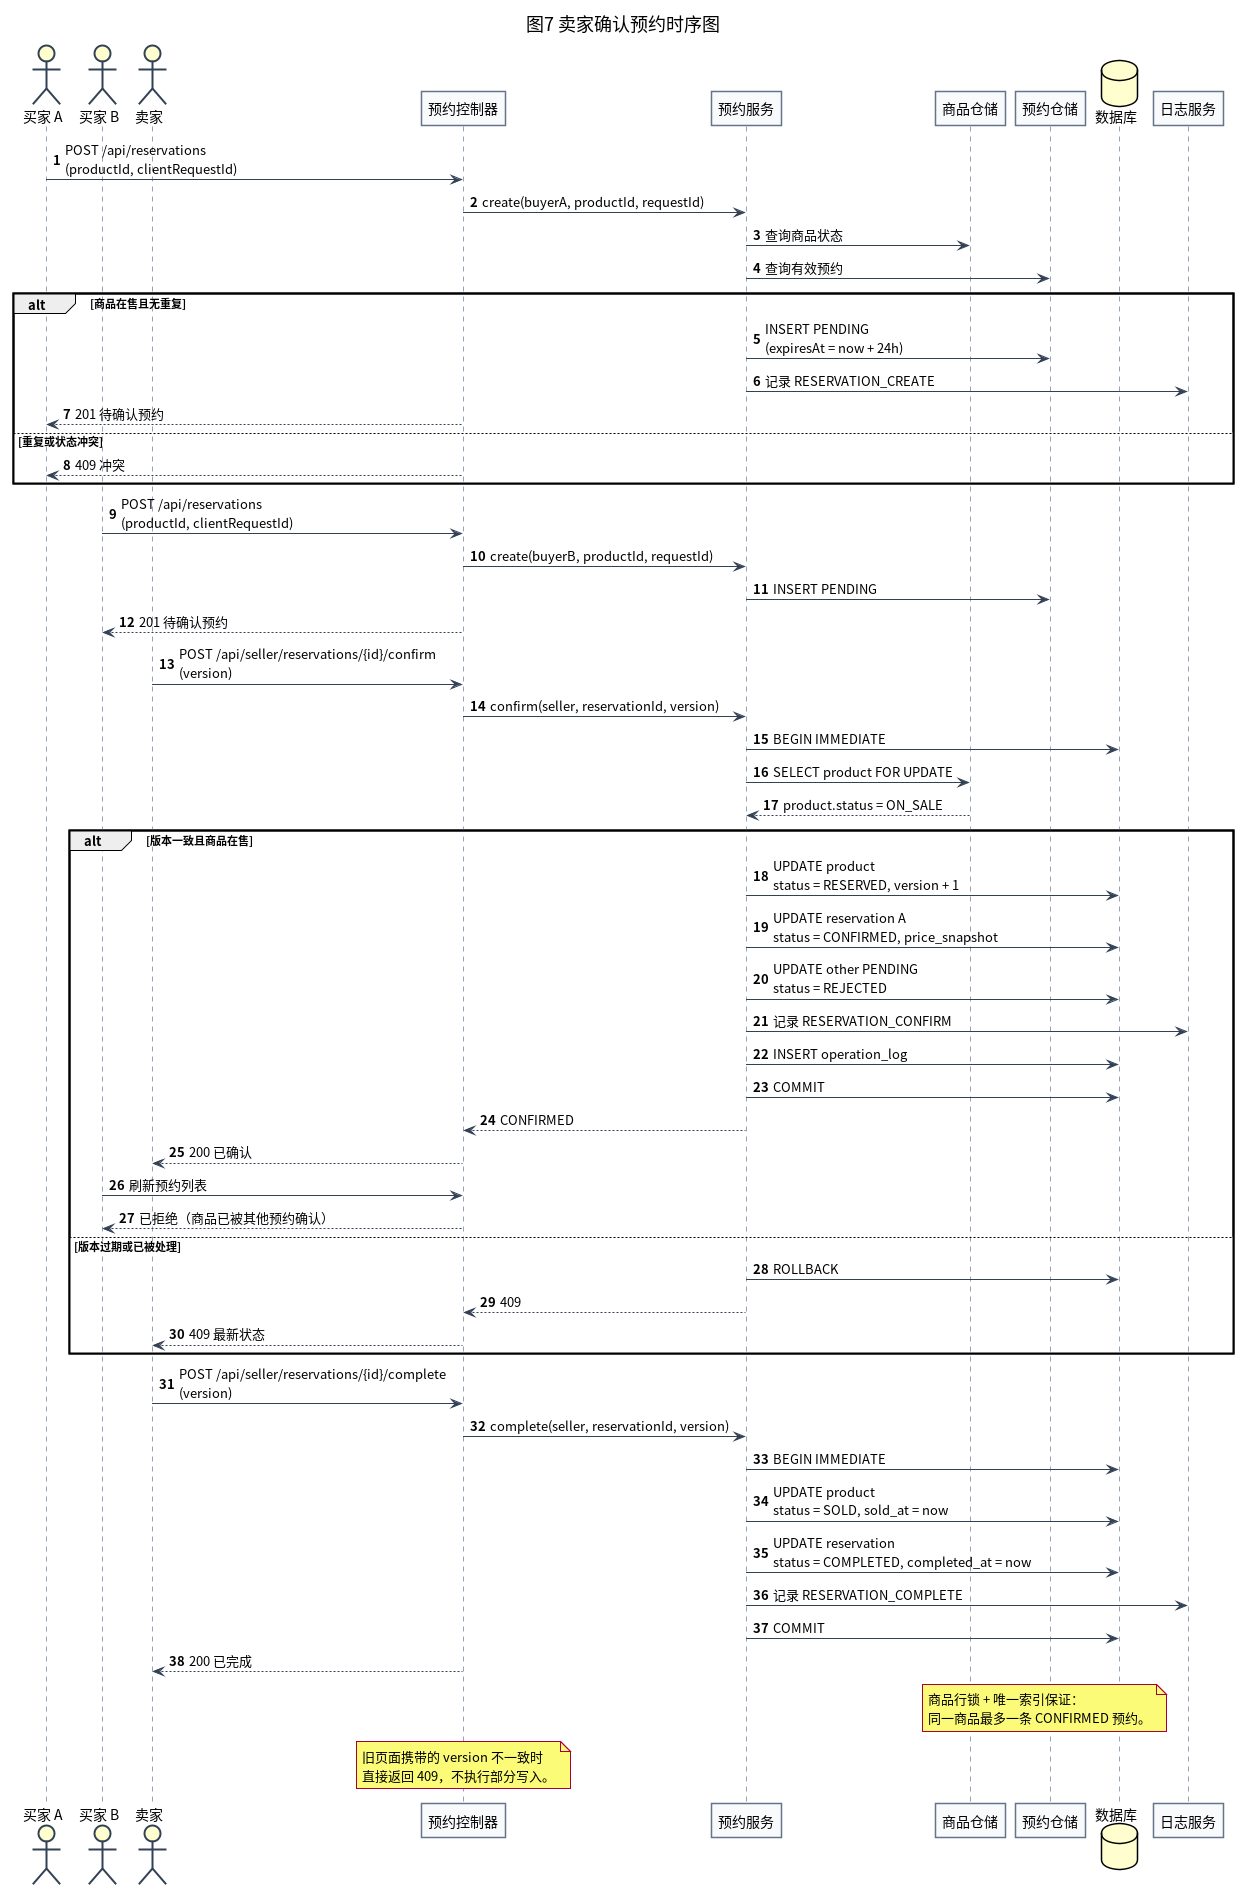 图7 卖家确认预约时序图
买家 A
买家 B
卖家
预约控制器
预约服务
商品仓储
预约仓储
数据库
日志服务
1 POST /api/reservations
(productId, clientRequestId)
2 create(buyerA, productId, requestId)
3 查询商品状态
4 查询有效预约
alt [商品在售且无重复]
5 INSERT PENDING
(expiresAt = now + 24h)
6 记录 RESERVATION_CREATE
7 201 待确认预约
[重复或状态冲突]
8 409 冲突
9 POST /api/reservations
(productId, clientRequestId)
10 create(buyerB, productId, requestId)
11 INSERT PENDING
12 201 待确认预约
13 POST /api/seller/reservations/{id}/confirm
(version)
14 confirm(seller, reservationId, version)
15 BEGIN IMMEDIATE
16 SELECT product FOR UPDATE
17 product.status = ON_SALE
alt [版本一致且商品在售]
18 UPDATE product
status = RESERVED, version + 1
19 UPDATE reservation A
status = CONFIRMED, price_snapshot
20 UPDATE other PENDING
status = REJECTED
21 记录 RESERVATION_CONFIRM
22 INSERT operation_log
23 COMMIT
24 CONFIRMED
25 200 已确认
26 刷新预约列表
27 已拒绝（商品已被其他预约确认）
[版本过期或已被处理]
28 ROLLBACK
29 409
30 409 最新状态
31 POST /api/seller/reservations/{id}/complete
(version)
32 complete(seller, reservationId, version)
33 BEGIN IMMEDIATE
34 UPDATE product
status = SOLD, sold_at = now
35 UPDATE reservation
status = COMPLETED, completed_at = now
36 记录 RESERVATION_COMPLETE
37 COMMIT
38 200 已完成
商品行锁 + 唯一索引保证：
同一商品最多一条 CONFIRMED 预约。
旧页面携带的 version 不一致时
直接返回 409，不执行部分写入。
买家 A
买家 B
卖家
预约控制器
预约服务
商品仓储
预约仓储
数据库
日志服务